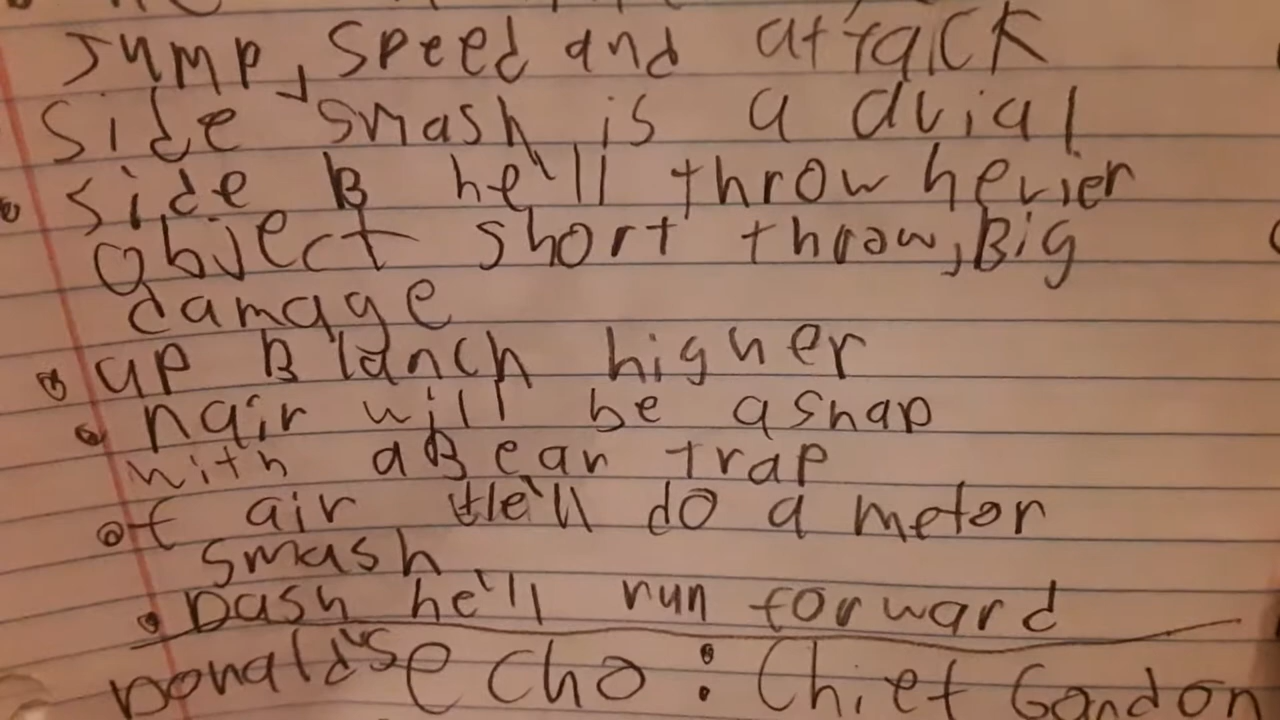 Jump, Speed and attack
Side smash is a duial
Side B he'll throw hevier
Object short throw, Big
damage
up B lanch higher
nair will be a snap
with a Bear trap
f air He'll do a metor
smash
Dash he'll run forward
Donald's echo: Chief Gondon